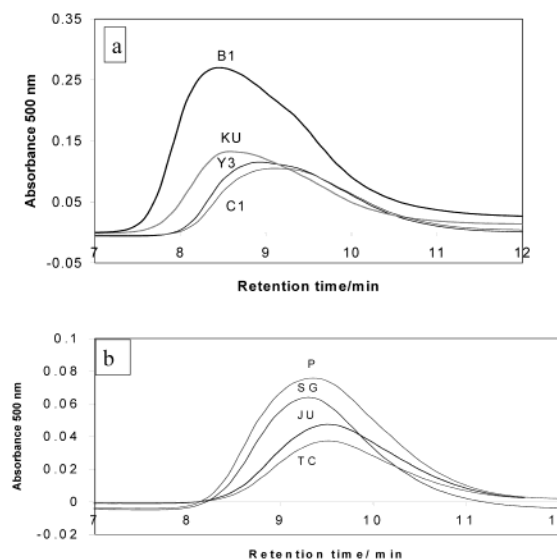 0.35
a
B1
0.25
Absorbance 500 nm
0.15
KU
Y3
0.05
C1
7 8 9 10 11 12
-0.05
Retention time/min
0.1
b
P
0.08
SG
0.06
Absorbance 500 nm
JU
0.04
TC
0.02
0
7 8 9 10 11
-0.02
Retention time/ min